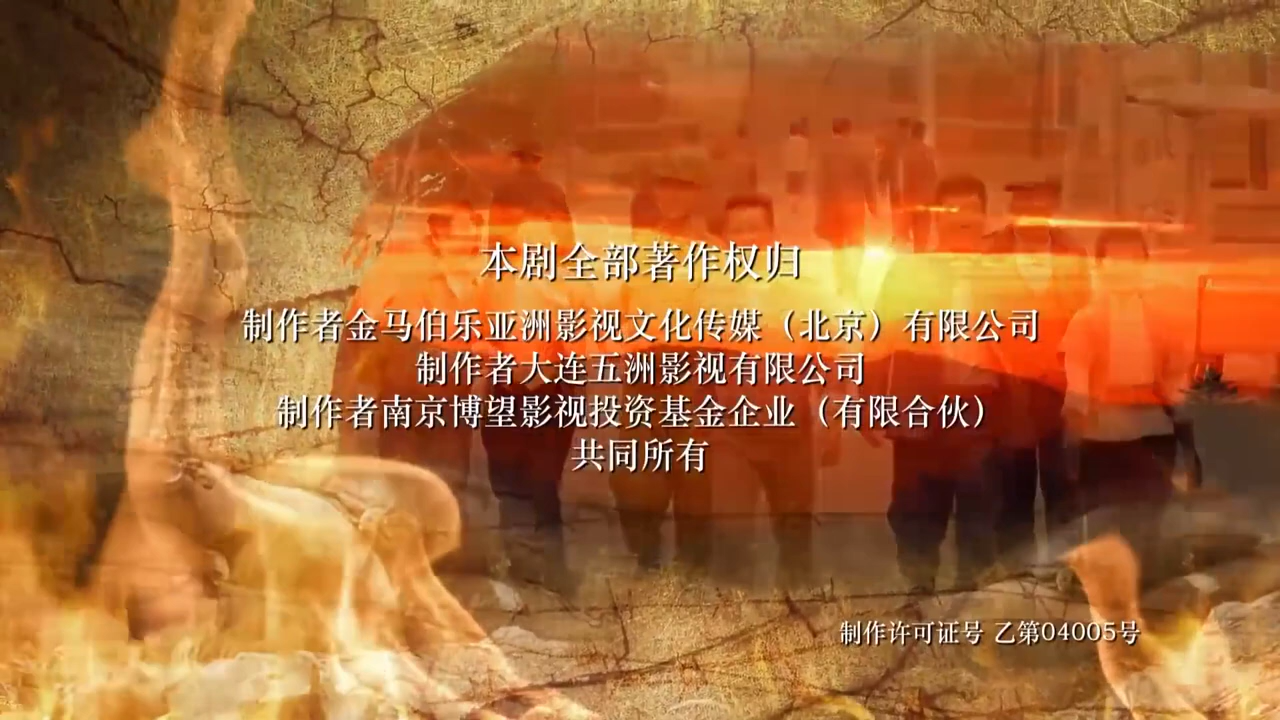 本剧全部著作权归
制作者金马伯乐亚洲影视文化传媒（北京）有限公司
制作者大连五洲影视有限公司
制作者南京博望影视投资基金企业（有限合伙）
共同所有
制作许可证号 乙第04005号